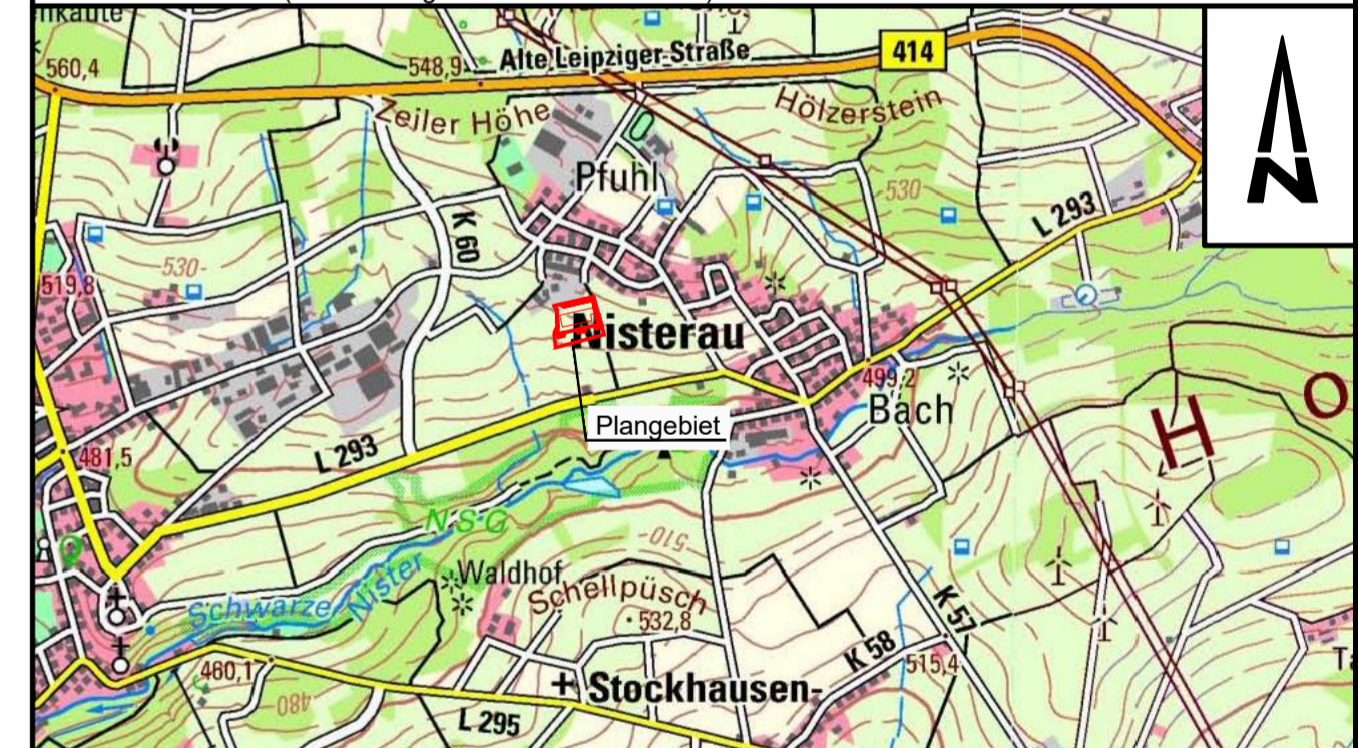 nkaute
560,4
548,9
Alte Leipziger Straße
414
Zeiler Höhe
Hölzerstein
Pfuhl
530
K 60
L 293
N
530
519,8
Nisterau
499,2
Bach
H
O
Plangebiet
L 293
481,5
NSG
510
Waldhof
Schwarze Nister
Schellpüsch
532,8
K 57
K 58
515,4
460,1
480
Stockhausen-
L 295